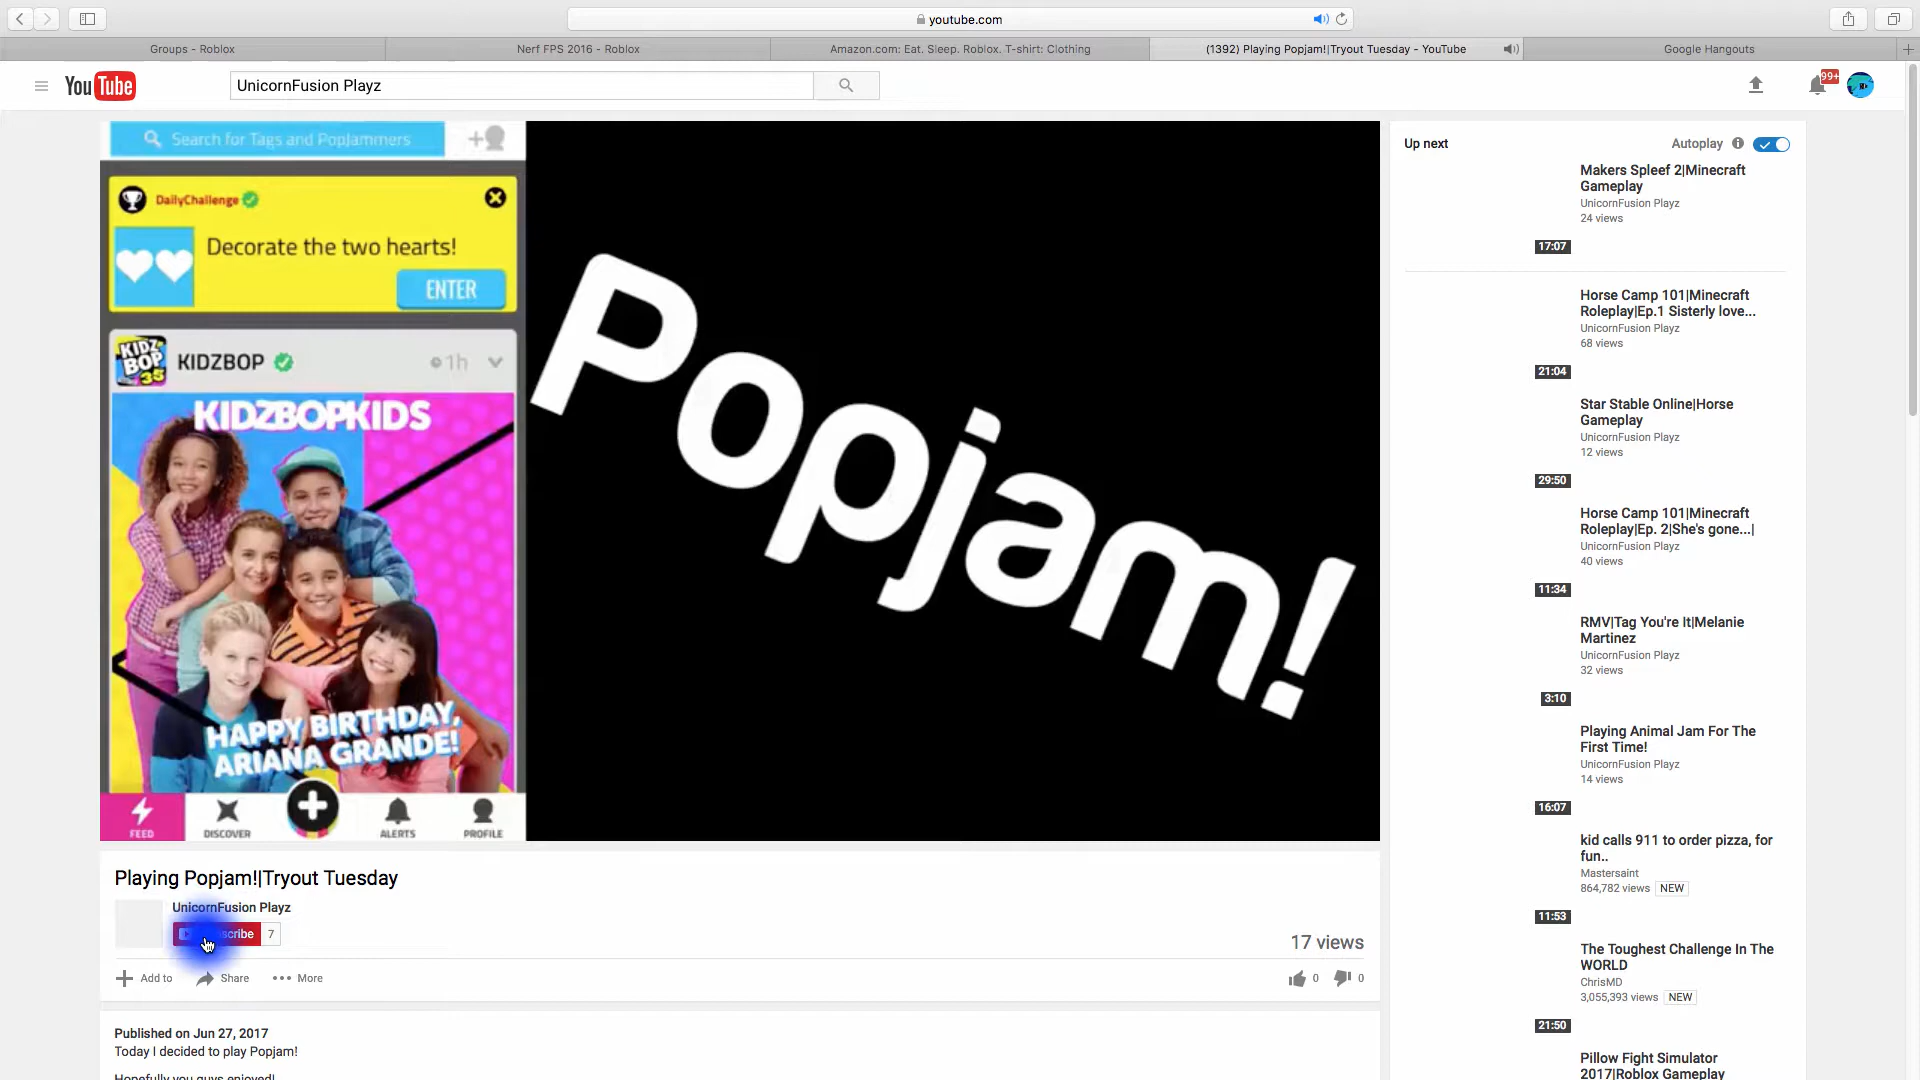 youtube.com
Groups - Roblox
Nerf FPS 2016 - Roblox
Amazon.com: Eat. Sleep. Roblox. T-shirt: Clothing
(1392) Playing Popjam!|Tryout Tuesday - YouTube
Google Hangouts
YouTube
UnicornFusion Playz
99+
Search for Tags and PopJammers
DailyChallenge
Decorate the two hearts!
ENTER
KIDZ BOP 35
KIDZBOP
1h
KIDZBOPKIDS
HAPPY BIRTHDAY,
ARIANA GRANDE!
FEED
DISCOVER
ALERTS
PROFILE
Popjam!
Playing Popjam!|Tryout Tuesday
UnicornFusion Playz
7
17 views
Add to
Share
More
0
0
Published on Jun 27, 2017
Today I decided to play Popjam!
Hopefully you guys enjoyed!
Up next
Autoplay
Makers Spleef 2|Minecraft
Gameplay
UnicornFusion Playz
24 views
17:07
Horse Camp 101|Minecraft
Roleplay|Ep.1 Sisterly love...
UnicornFusion Playz
68 views
21:04
Star Stable Online|Horse
Gameplay
UnicornFusion Playz
12 views
29:50
Horse Camp 101|Minecraft
Roleplay|Ep. 2|She's gone...|
UnicornFusion Playz
40 views
11:34
RMV|Tag You're It|Melanie
Martinez
UnicornFusion Playz
32 views
3:10
Playing Animal Jam For The
First Time!
UnicornFusion Playz
14 views
16:07
kid calls 911 to order pizza, for
fun..
Mastersaint
864,782 views NEW
11:53
The Toughest Challenge In The
WORLD
ChrisMD
3,055,393 views NEW
21:50
Pillow Fight Simulator
2017|Roblox Gameplay